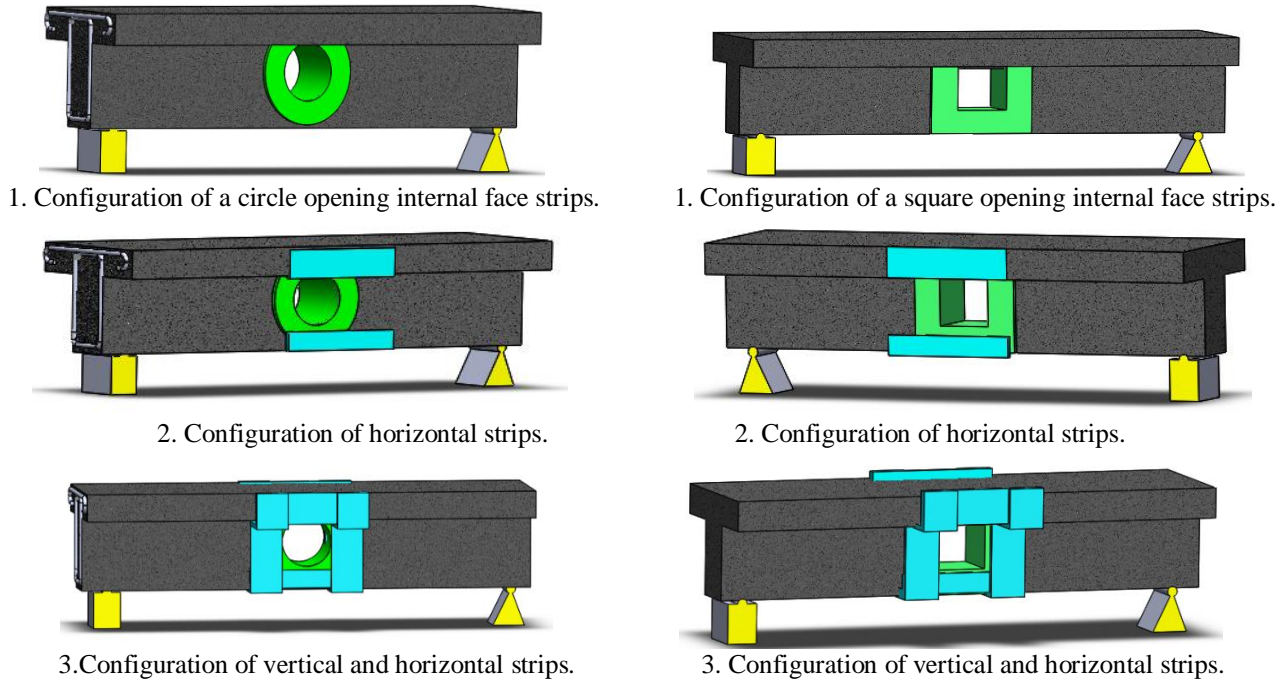 1. Configuration of a circle opening internal face strips.
1. Configuration of a square opening internal face strips.
2. Configuration of horizontal strips.
2. Configuration of horizontal strips.
3.Configuration of vertical and horizontal strips.
3. Configuration of vertical and horizontal strips.